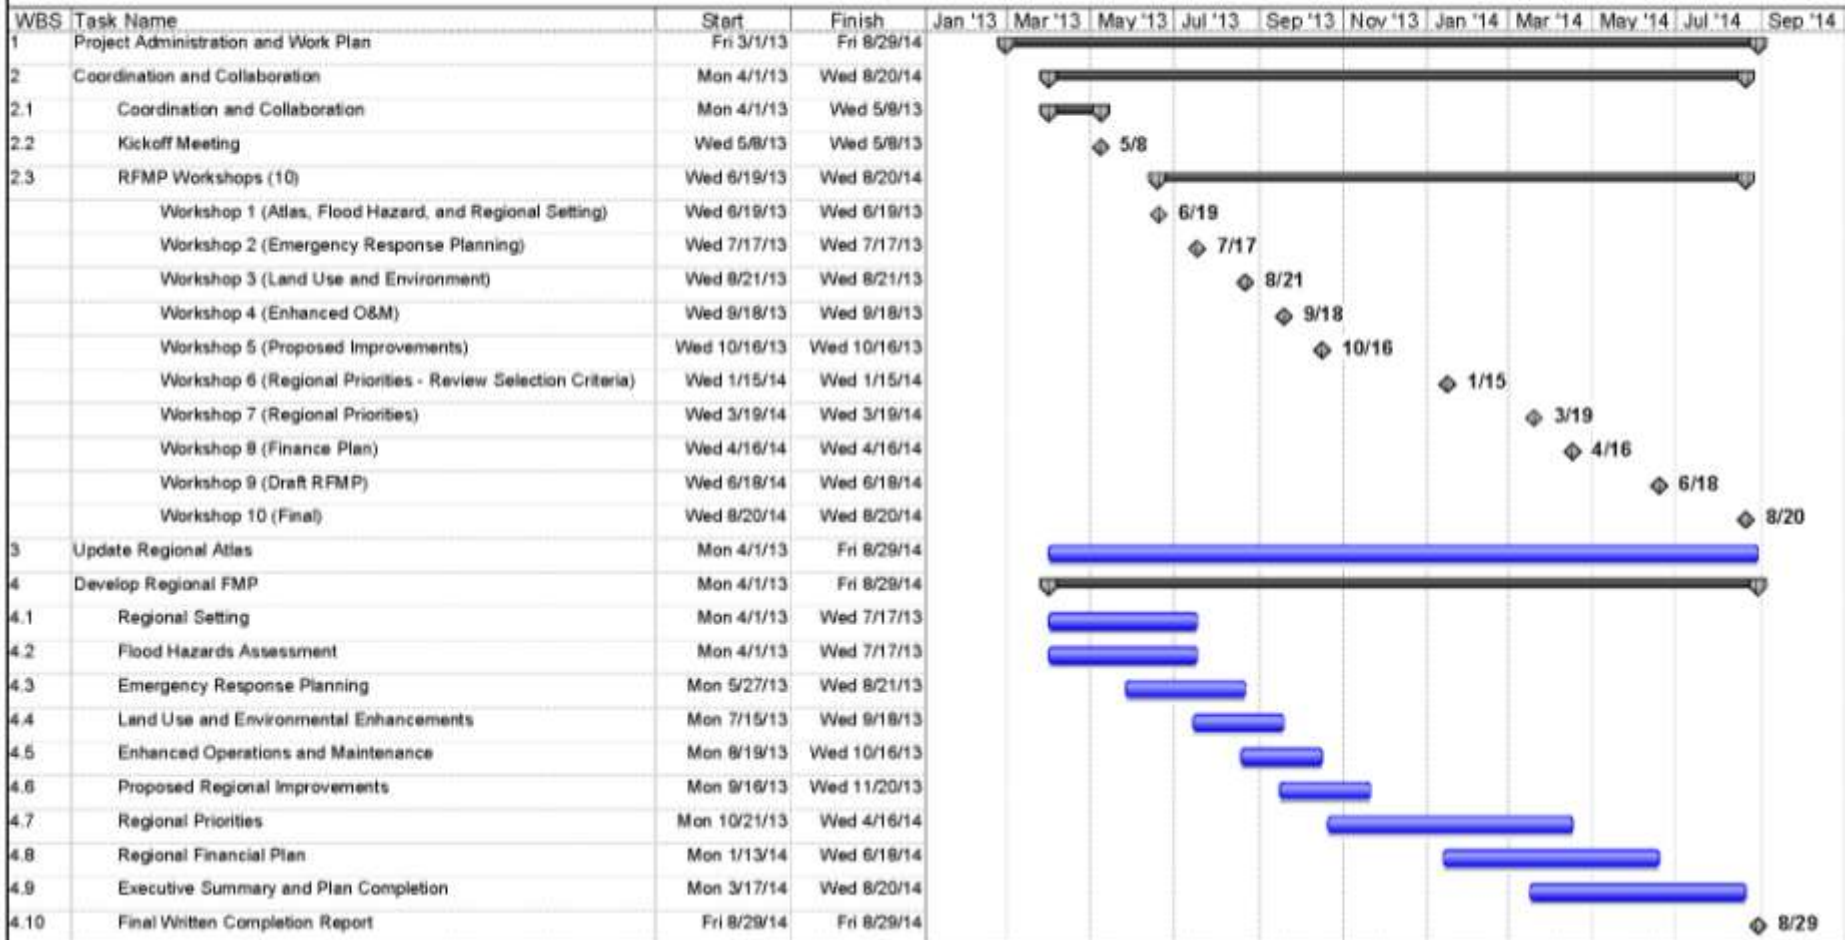 WBS Task Name Start Finish Jan '13 Mar '13 May '13 Jul '13 Sep '13 Nov '13 Jan '14 Mar '14 May '14 Jul '14 Sep '14
1 Project Administration and Work Plan Fri 3/1/13 Fri 8/29/14
2 Coordination and Collaboration Mon 4/1/13 Wed 8/20/14
2.1 Coordination and Collaboration Mon 4/1/13 Wed 5/8/13
2.2 Kickoff Meeting Wed 5/8/13 Wed 5/8/13 5/8
2.3 RFMP Workshops (10) Wed 6/19/13 Wed 8/20/14
Workshop 1 (Atlas, Flood Hazard, and Regional Setting) Wed 6/19/13 Wed 6/19/13 6/19
Workshop 2 (Emergency Response Planning) Wed 7/17/13 Wed 7/17/13 7/17
Workshop 3 (Land Use and Environment) Wed 8/21/13 Wed 8/21/13 8/21
Workshop 4 (Enhanced O&M) Wed 9/18/13 Wed 9/18/13 9/18
Workshop 5 (Proposed Improvements) Wed 10/16/13 Wed 10/16/13 10/16
Workshop 6 (Regional Priorities - Review Selection Criteria) Wed 1/15/14 Wed 1/15/14 1/15
Workshop 7 (Regional Priorities) Wed 3/19/14 Wed 3/19/14 3/19
Workshop 8 (Finance Plan) Wed 4/16/14 Wed 4/16/14 4/16
Workshop 9 (Draft RFMP) Wed 6/18/14 Wed 6/18/14 6/18
Workshop 10 (Final) Wed 8/20/14 Wed 8/20/14 8/20
3 Update Regional Atlas Mon 4/1/13 Fri 8/29/14
4 Develop Regional FMP Mon 4/1/13 Fri 8/29/14
4.1 Regional Setting Mon 4/1/13 Wed 7/17/13
4.2 Flood Hazards Assessment Mon 4/1/13 Wed 7/17/13
4.3 Emergency Response Planning Mon 5/27/13 Wed 8/21/13
4.4 Land Use and Environmental Enhancements Mon 7/15/13 Wed 9/18/13
4.5 Enhanced Operations and Maintenance Mon 8/19/13 Wed 10/16/13
4.6 Proposed Regional Improvements Mon 9/16/13 Wed 11/20/13
4.7 Regional Priorities Mon 10/21/13 Wed 4/16/14
4.8 Regional Financial Plan Mon 1/13/14 Wed 6/18/14
4.9 Executive Summary and Plan Completion Mon 3/17/14 Wed 8/20/14
4.10 Final Written Completion Report Fri 8/29/14 Fri 8/29/14 8/29